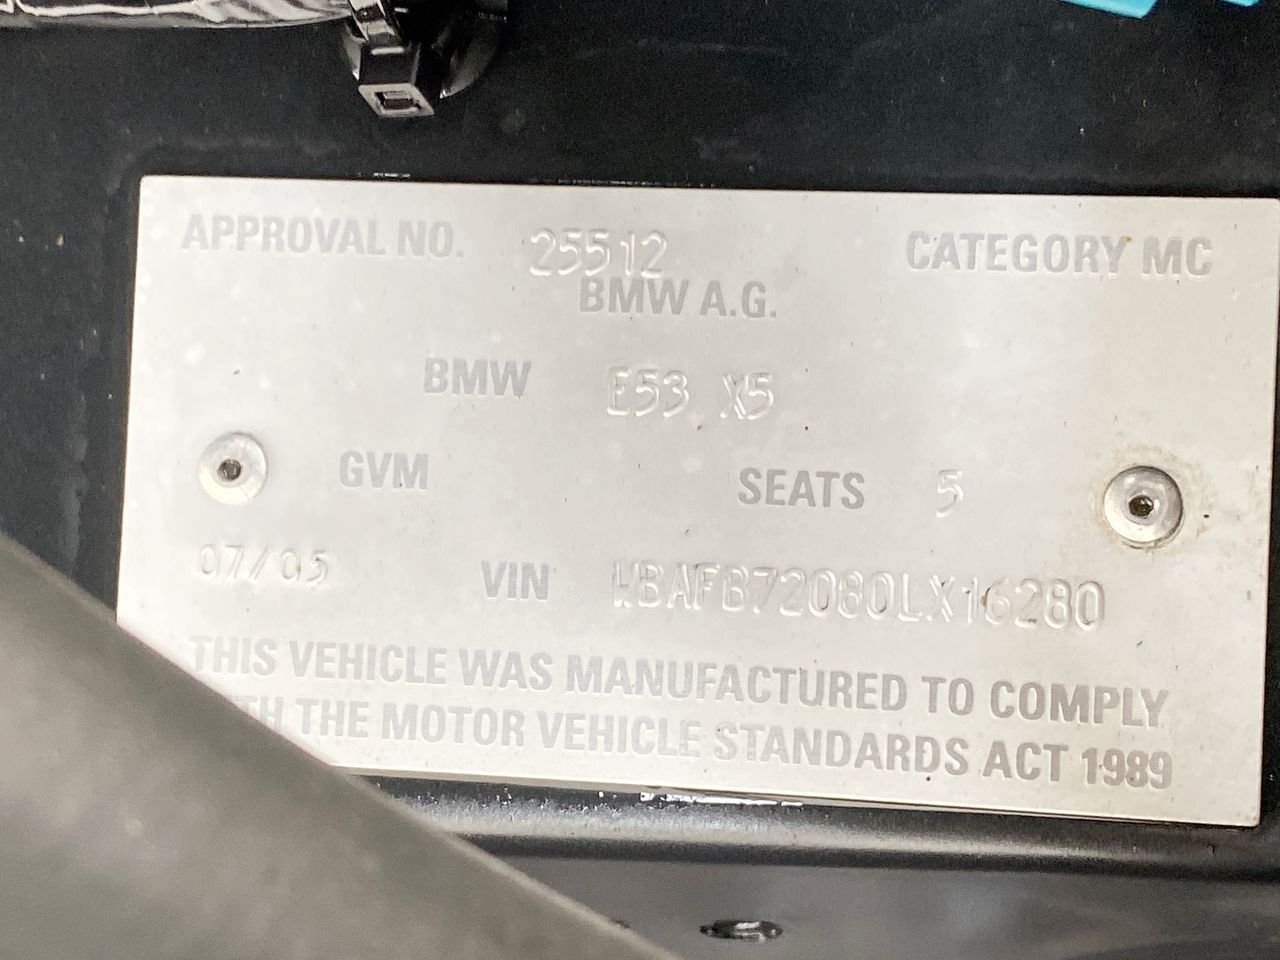 APPROVAL NO. 25512 CATEGORY MC
BMW A.G.
BMW E53 X5
GVM SEATS 5
07/05 VIN WBAFB72080LX16280
THIS VEHICLE WAS MANUFACTURED TO COMPLY
TH THE MOTOR VEHICLE STANDARDS ACT 1989